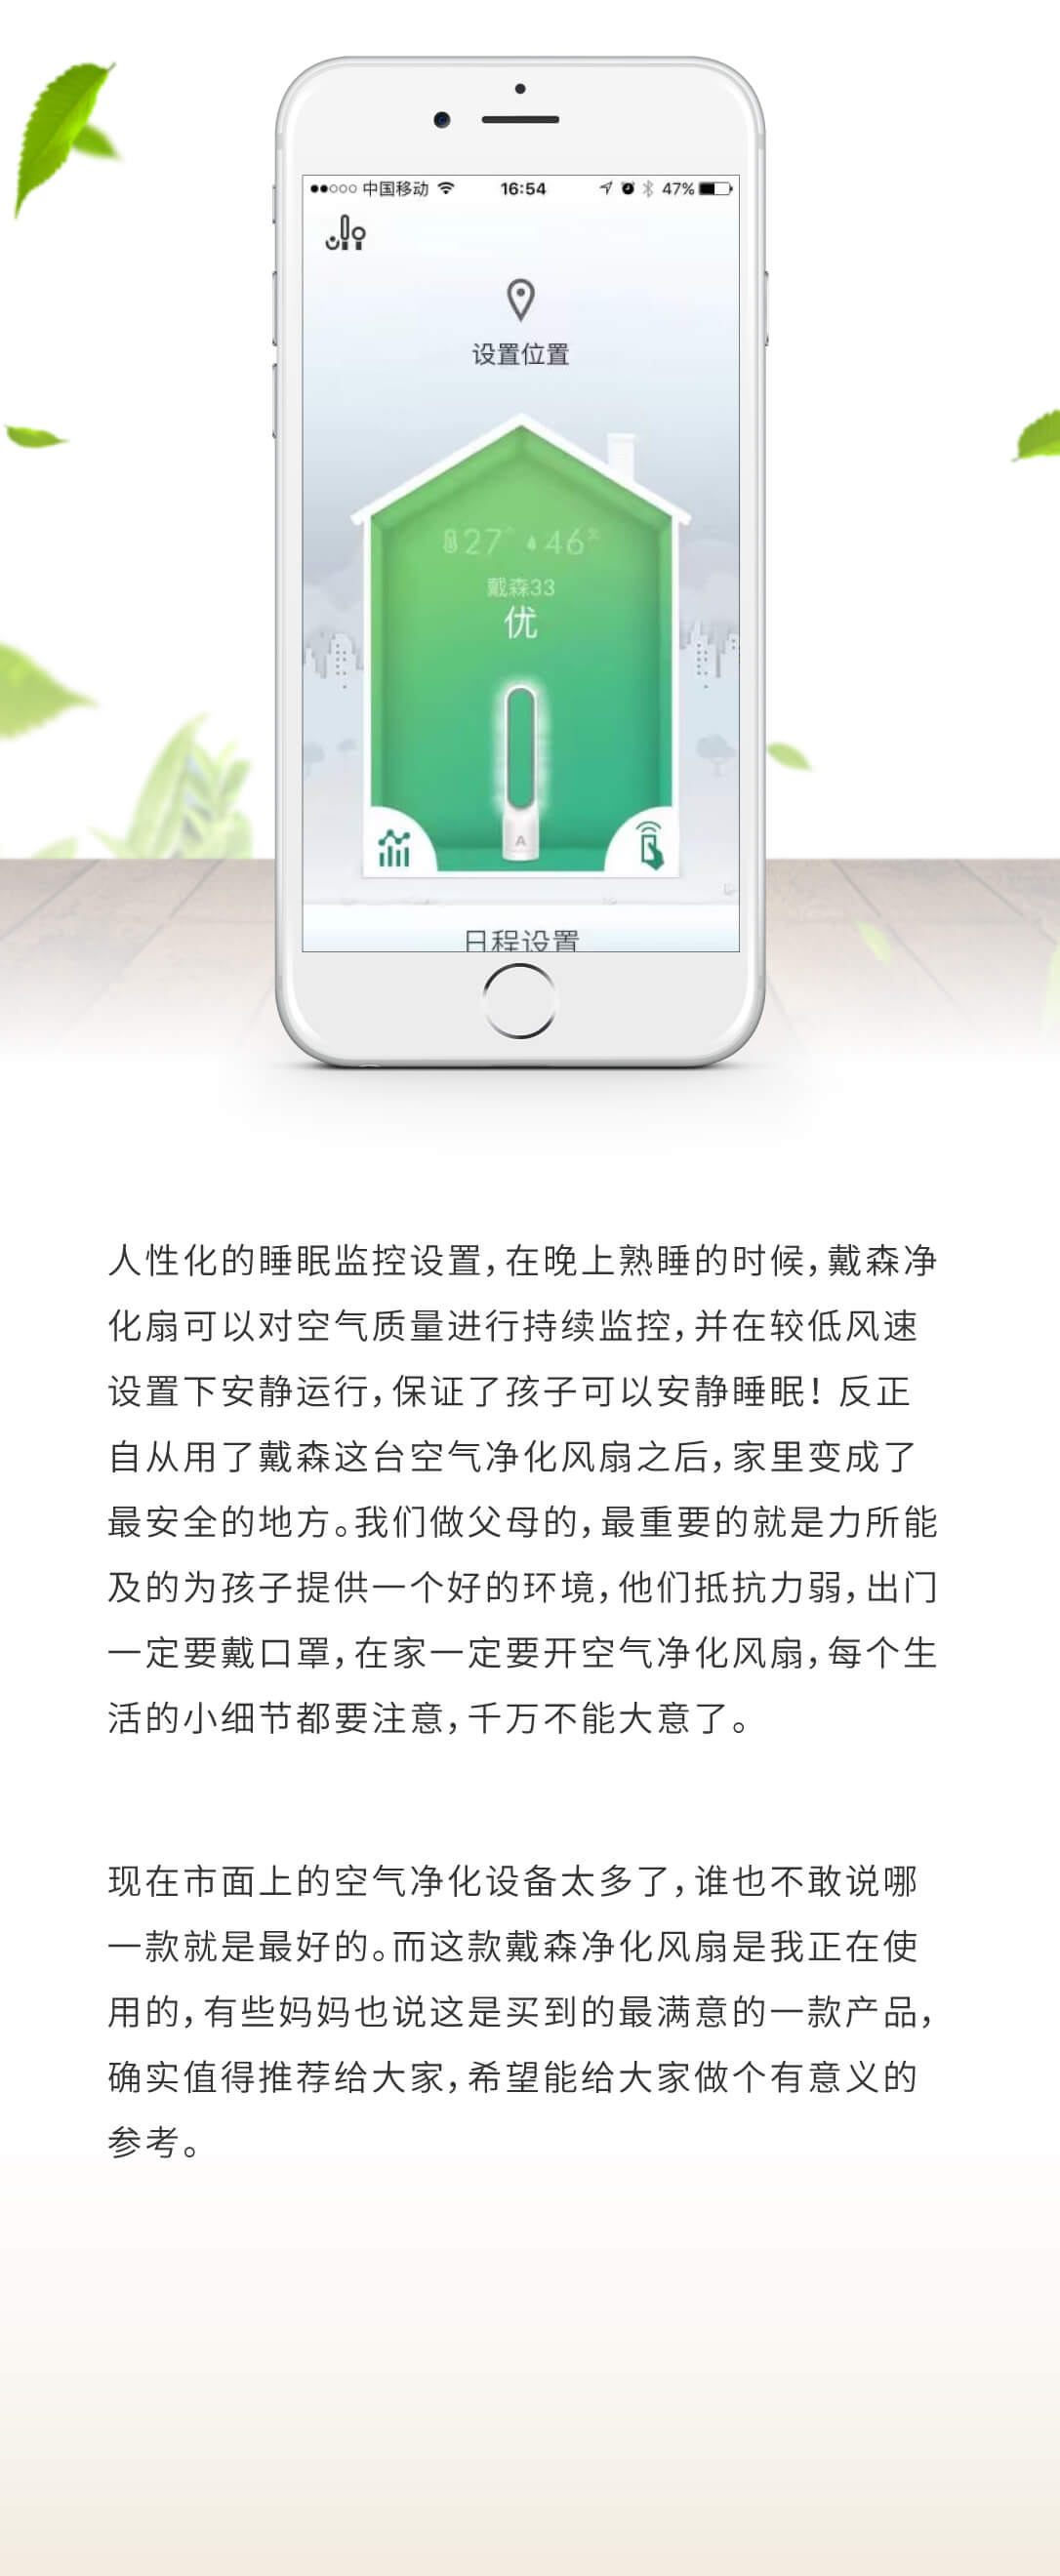 中国移动 16:54 47%
设置位置
27° 46%
戴森33
优
A
日程设置
人性化的睡眠监控设置，在晚上熟睡的时候，戴森净
化扇可以对空气质量进行持续监控，并在较低风速
设置下安静运行，保证了孩子可以安静睡眠！反正
自从用了戴森这台空气净化风扇之后，家里变成了
最安全的地方。我们做父母的，最重要的就是力所能
及的为孩子提供一个好的环境，他们抵抗力弱，出门
一定要戴口罩，在家一定要开空气净化风扇，每个生
活的小细节都要注意，千万不能大意了。
现在市面上的空气净化设备太多了，谁也不敢说哪
一款就是最好的。而这款戴森净化风扇是我正在使
用的，有些妈妈也说这是买到的最满意的一款产品，
确实值得推荐给大家，希望能给大家做个有意义的
参考。